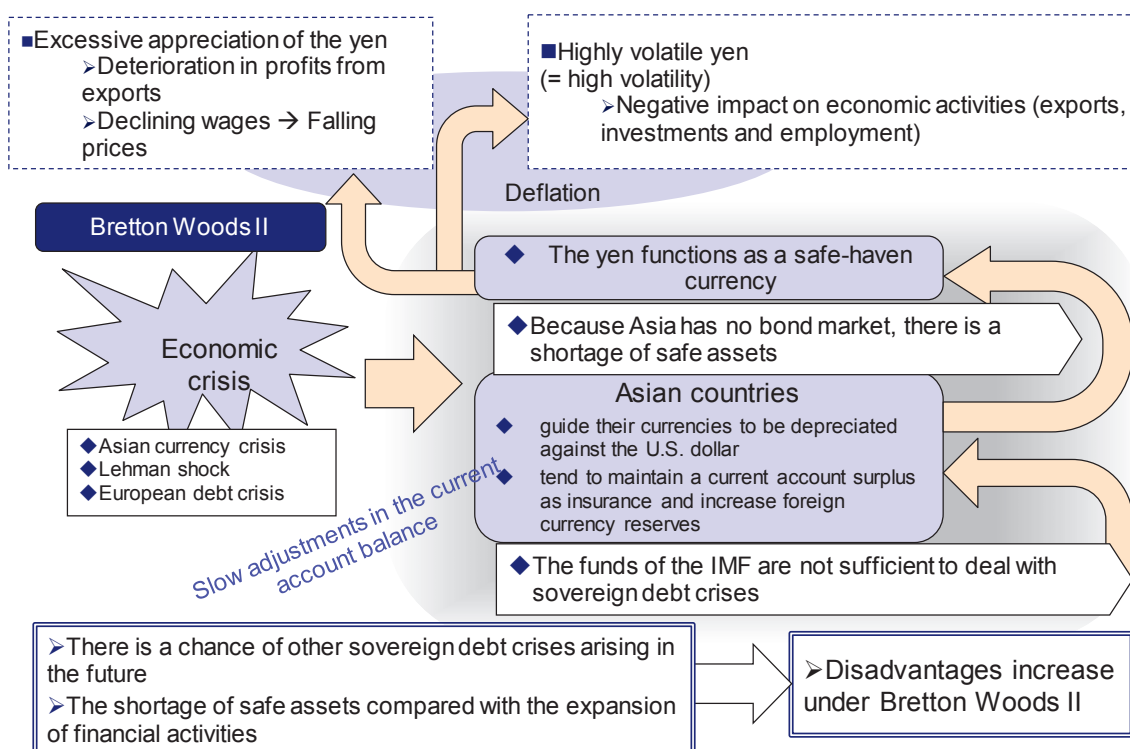 ■Excessive appreciation of the yen
➢Deterioration in profits from
exports
➢Declining wages → Falling
prices
■Highly volatile yen
(= high volatility)
➢Negative impact on economic activities (exports,
investments and employment)
Deflation
Bretton Woods II
◆ The yen functions as a safe-haven
currency
◆Because Asia has no bond market, there is a
shortage of safe assets
Economic
crisis
◆Asian currency crisis
◆Lehman shock
◆European debt crisis
Asian countries
◆ guide their currencies to be depreciated
against the U.S. dollar
◆ tend to maintain a current account surplus
as insurance and increase foreign
currency reserves
Slow adjustments in the current
account balance
◆The funds of the IMF are not sufficient to deal with
sovereign debt crises
➢There is a chance of other sovereign debt crises arising in
the future
➢The shortage of safe assets compared with the expansion
of financial activities
➢Disadvantages increase
under Bretton Woods II